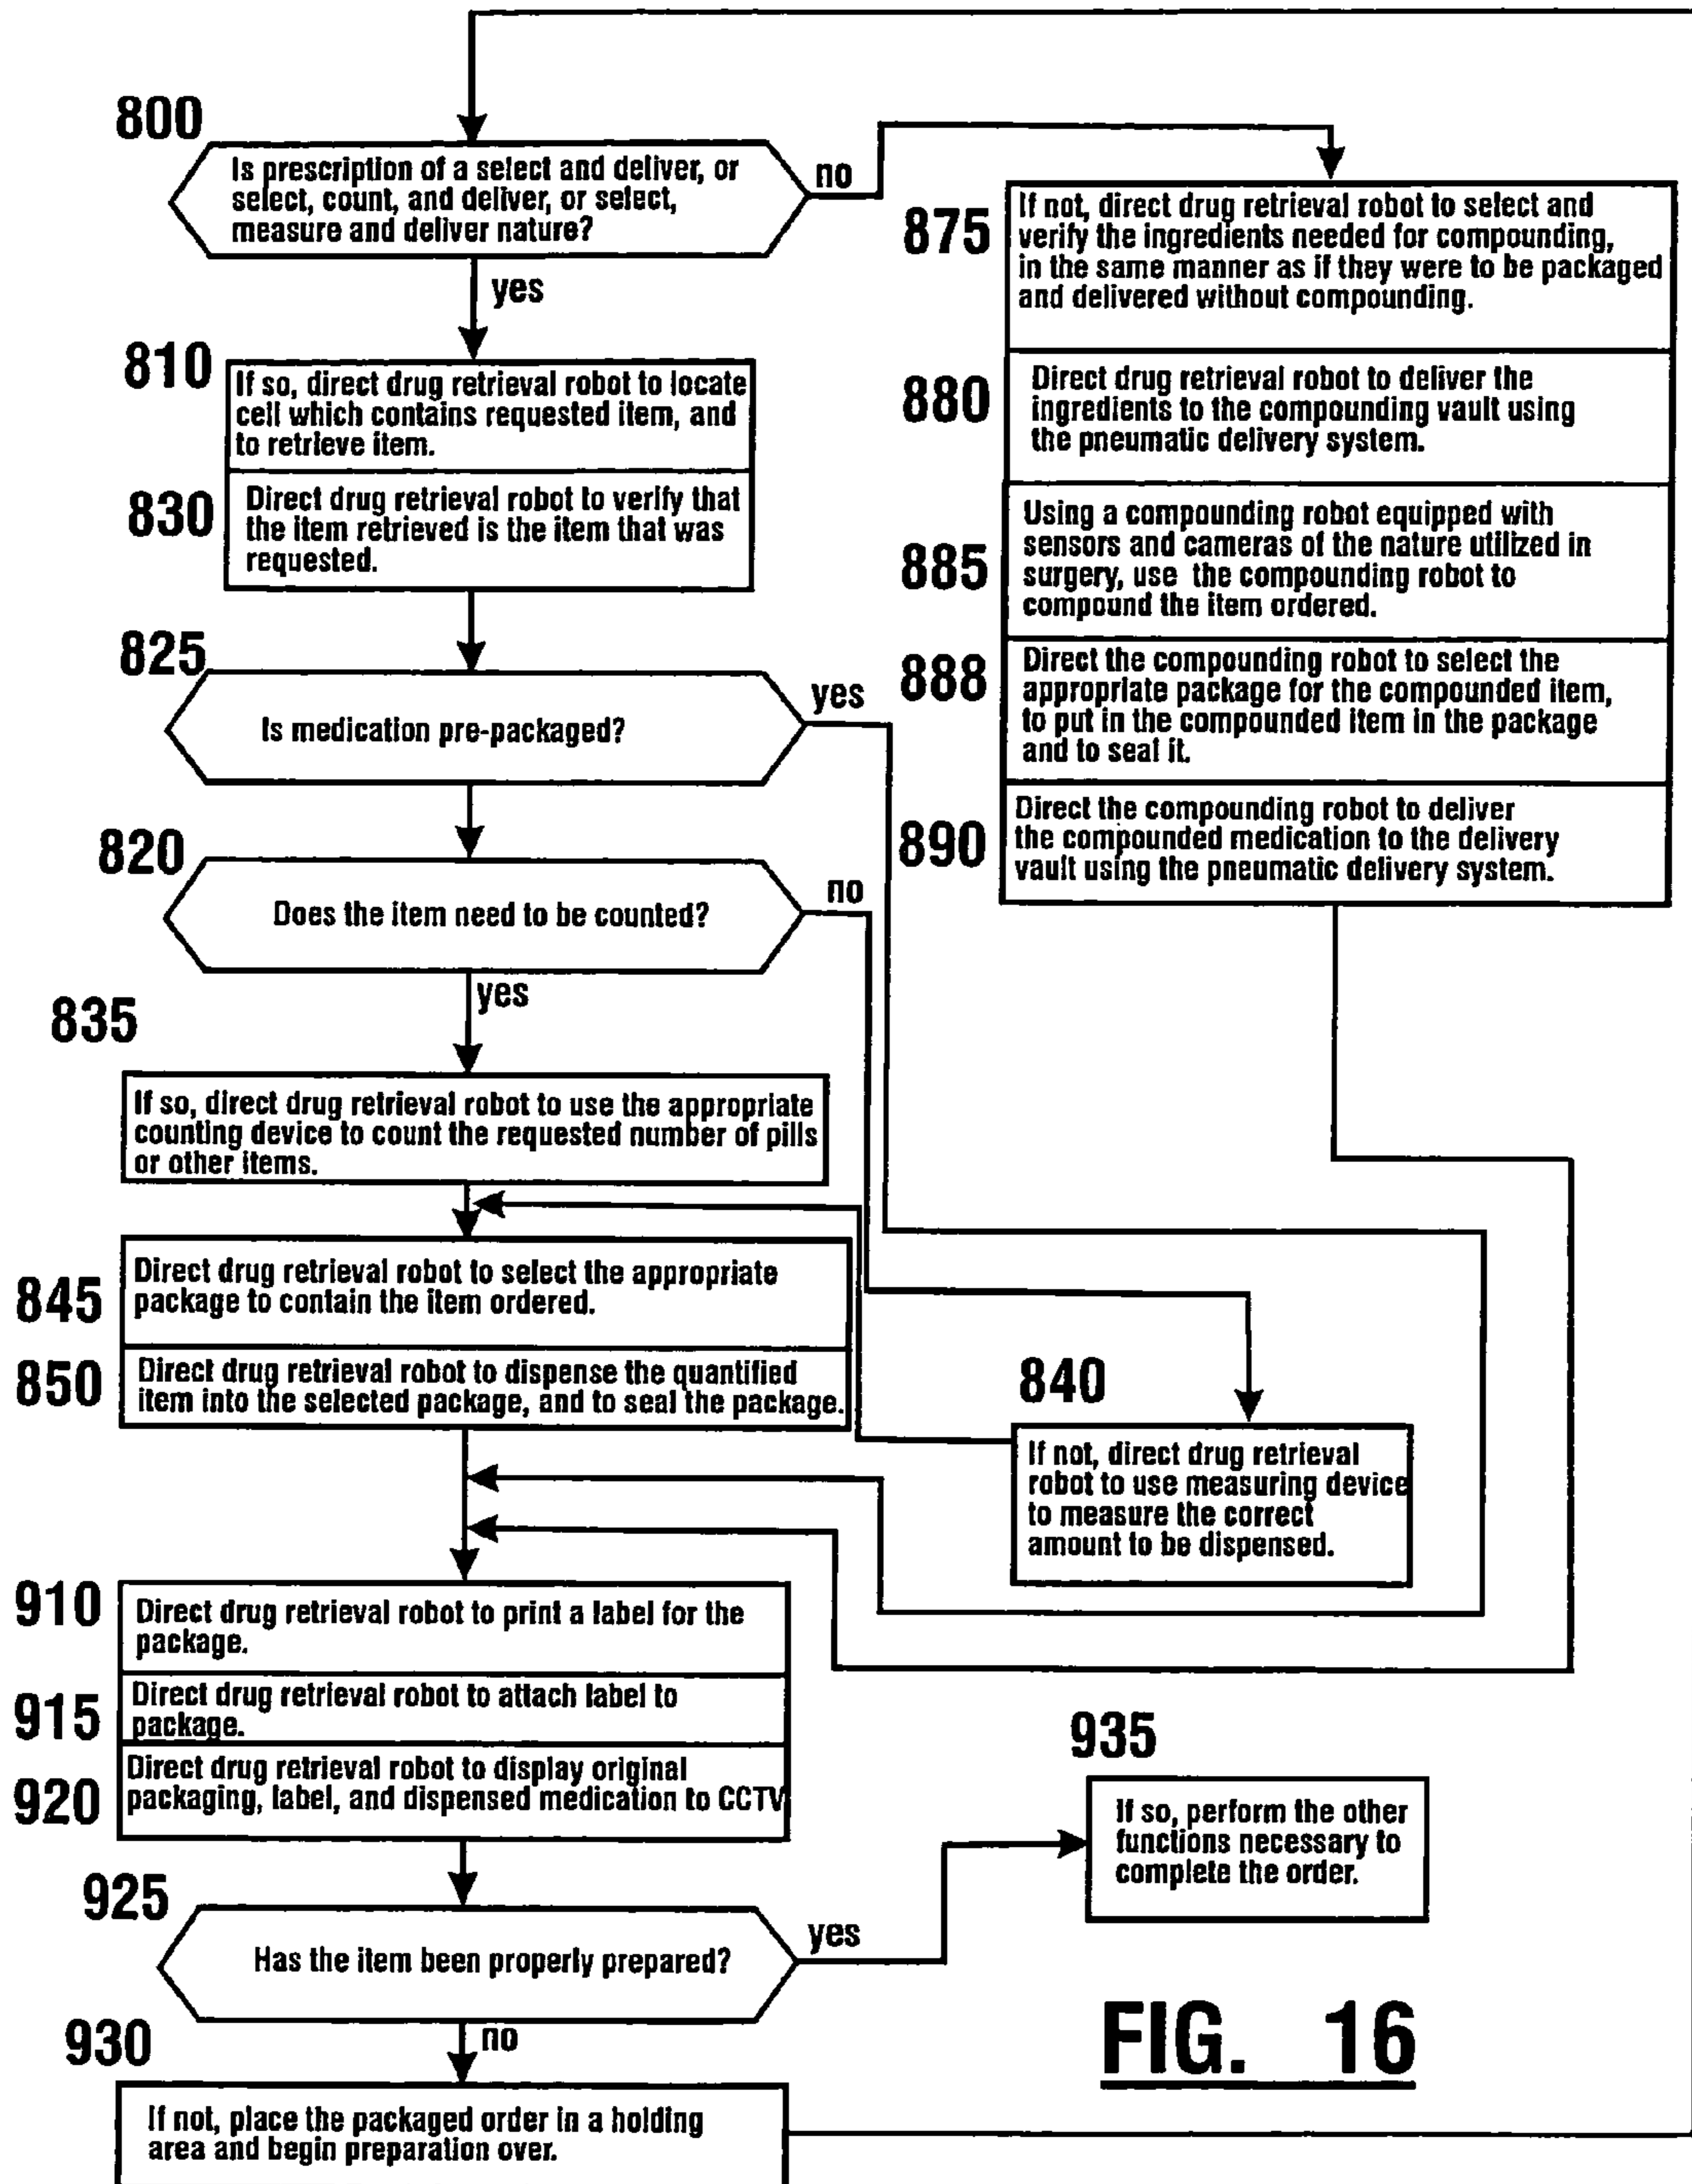 800
Is prescription of a select and deliver, or
select, count, and deliver, or select,
measure and deliver nature?
no
yes
875
If not, direct drug retrieval robot to select and
verify the ingredients needed for compounding,
in the same manner as if they were to be packaged
and delivered without compounding.
810
If so, direct drug retrieval robot to locate
cell which contains requested item, and
to retrieve item.
880
Direct drug retrieval robot to deliver the
ingredients to the compounding vault using
the pneumatic delivery system.
830
Direct drug retrieval robot to verify that
the item retrieved is the item that was
requested.
885
Using a compounding robot equipped with
sensors and cameras of the nature utilized in
surgery, use the compounding robot to
compound the item ordered.
825
Is medication pre-packaged?
yes
888
Direct the compounding robot to select the
appropriate package for the compounded item,
to put in the compounded item in the package
and to seal it.
820
Does the item need to be counted?
no
yes
890
Direct the compounding robot to deliver
the compounded medication to the delivery
vault using the pneumatic delivery system.
835
If so, direct drug retrieval robot to use the appropriate
counting device to count the requested number of pills
or other items.
845
Direct drug retrieval robot to select the appropriate
package to contain the item ordered.
850
Direct drug retrieval robot to dispense the quantified
item into the selected package, and to seal the package.
840
If not, direct drug retrieval
robot to use measuring device
to measure the correct
amount to be dispensed.
910
Direct drug retrieval robot to print a label for the
package.
915
Direct drug retrieval robot to attach label to
package.
920
Direct drug retrieval robot to display original
packaging, label, and dispensed medication to CCTV
935
If so, perform the other
functions necessary to
complete the order.
925
Has the item been properly prepared?
yes
no
930
If not, place the packaged order in a holding
area and begin preparation over.
FIG. 16